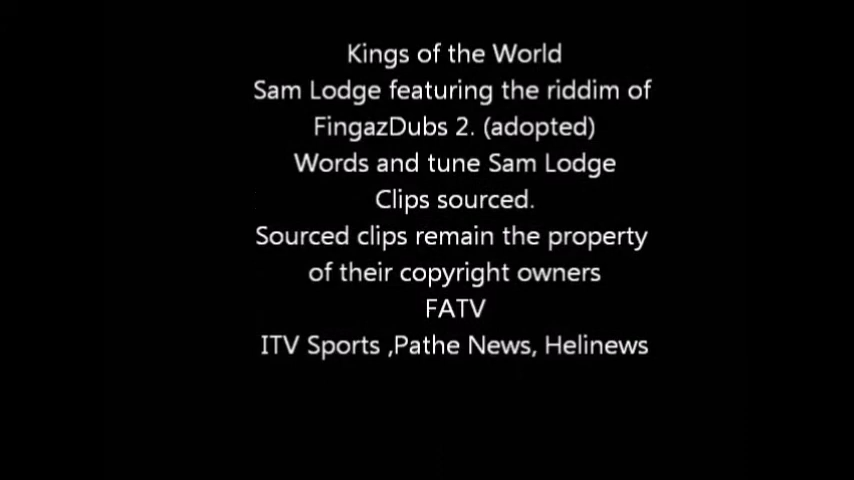 Kings of the World
Sam Lodge featuring the riddim of
FingazDubs 2. (adopted)
Words and tune Sam Lodge
Clips sourced.
Sourced clips remain the property
of their copyright owners
FATV
ITV Sports ,Pathe News, Helinews